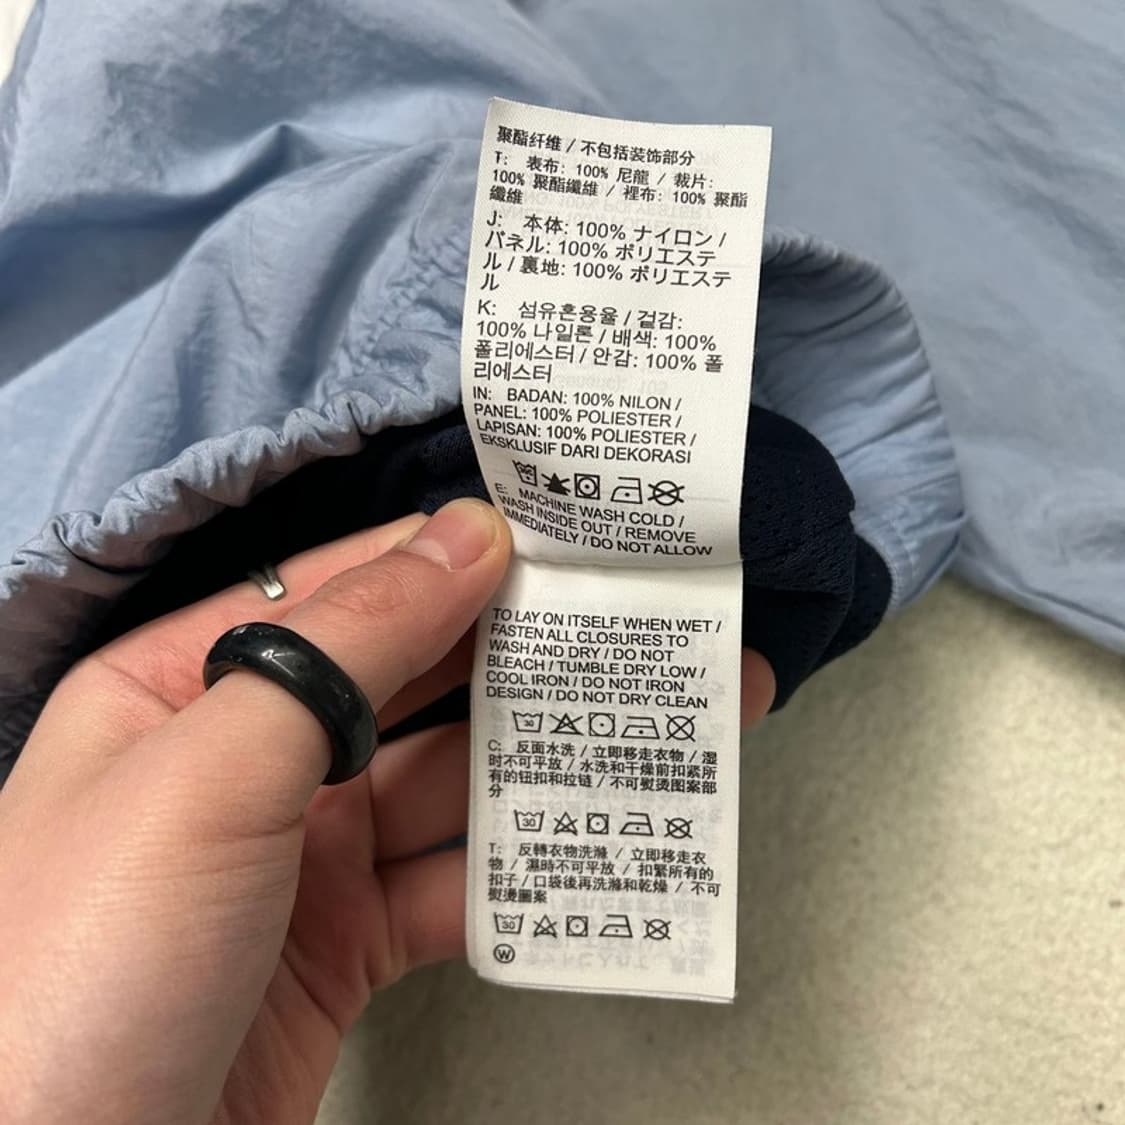 聚酯纤维 / 不包括装饰部分
T: 表布: 100% 尼龍 / 裁片:
100% 聚酯纖維 / 裡布: 100% 聚酯
纖維
J: 本体: 100% ナイロン /
パネル: 100% ポリエステ
ル / 裏地: 100% ポリエステ
ル
K: 섬유혼용율 / 겉감:
100% 나일론 / 배색: 100%
폴리에스터 / 안감: 100% 폴
리에스터
IN: BADAN: 100% NILON /
PANEL: 100% POLIESTER /
LAPISAN: 100% POLIESTER /
EKSKLUSIF DARI DEKORASI
E: MACHINE WASH COLD /
WASH INSIDE OUT / REMOVE
IMMEDIATELY / DO NOT ALLOW
TO LAY ON ITSELF WHEN WET /
FASTEN ALL CLOSURES TO
WASH AND DRY / DO NOT
BLEACH / TUMBLE DRY LOW /
COOL IRON / DO NOT IRON
DESIGN / DO NOT DRY CLEAN
30
C: 反面水洗 / 立即移走衣物 / 湿
时不可平放 / 水洗和干燥前扣紧所
有的钮扣和拉链 / 不可熨烫图案部
分
30
T: 反轉衣物洗滌 / 立即移走衣
物 / 濕時不可平放 / 扣緊所有的
扣子 / 口袋後再洗滌和乾燥 / 不可
熨燙圖案
30
W